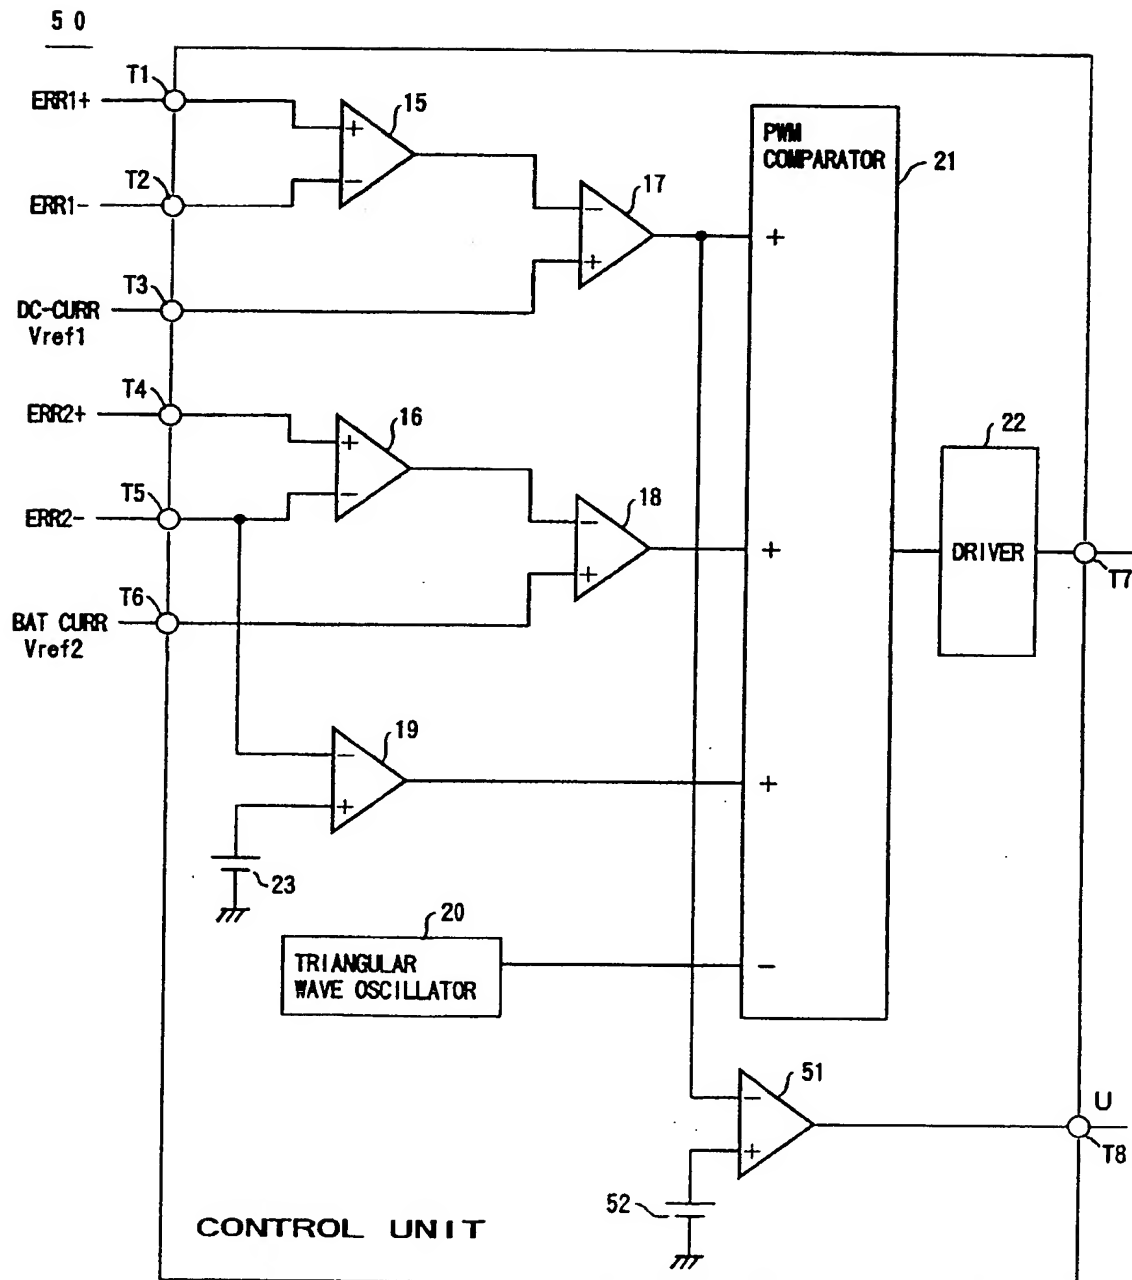 50
T1
ERR1+
15
+
−
T2
ERR1−
17
−
+
PWM
COMPARATOR
21
+
T3
DC-CURR
Vref1
T4
ERR2+
16
+
−
22
T5
ERR2−
18
−
+
+
DRIVER
T7
T6
BAT CURR
Vref2
19
−
+
+
23
20
TRIANGULAR
WAVE OSCILLATOR
−
51
−
+
U
T8
52
CONTROL UNIT